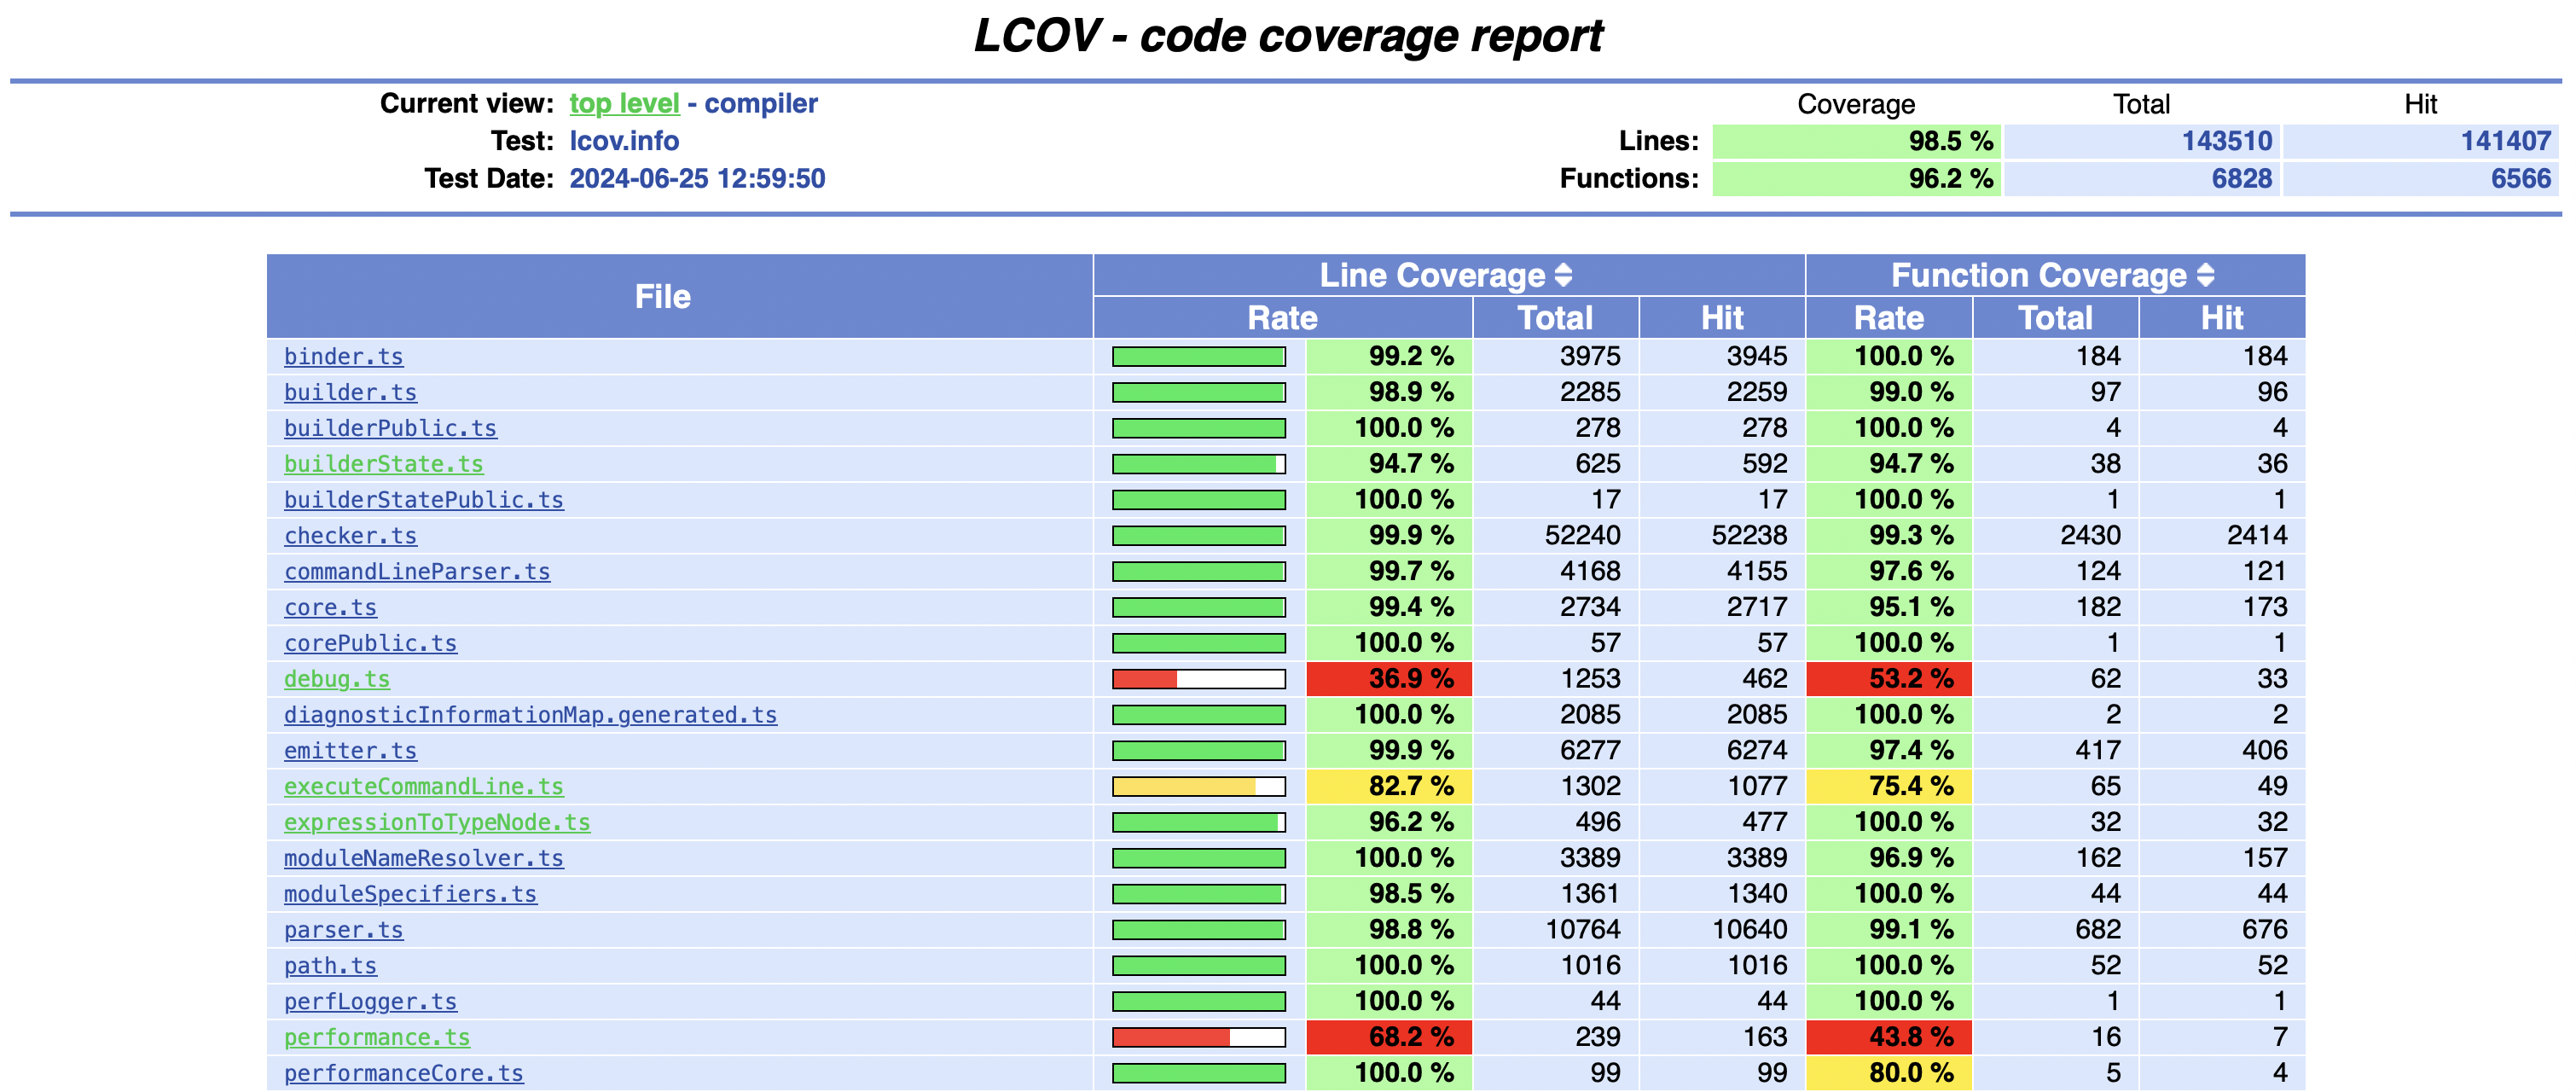 LCOV - code coverage report
Current view: top level - compiler
Coverage Total Hit
Test: lcov.info
Lines: 98.5 % 143510 141407
Test Date: 2024-06-25 12:59:50
Functions: 96.2 % 6828 6566
File Line Coverage Function Coverage
Rate Total Hit Rate Total Hit
binder.ts 99.2 % 3975 3945 100.0 % 184 184
builder.ts 98.9 % 2285 2259 99.0 % 97 96
builderPublic.ts 100.0 % 278 278 100.0 % 4 4
builderState.ts 94.7 % 625 592 94.7 % 38 36
builderStatePublic.ts 100.0 % 17 17 100.0 % 1 1
checker.ts 99.9 % 52240 52238 99.3 % 2430 2414
commandLineParser.ts 99.7 % 4168 4155 97.6 % 124 121
core.ts 99.4 % 2734 2717 95.1 % 182 173
corePublic.ts 100.0 % 57 57 100.0 % 1 1
debug.ts 36.9 % 1253 462 53.2 % 62 33
diagnosticInformationMap.generated.ts 100.0 % 2085 2085 100.0 % 2 2
emitter.ts 99.9 % 6277 6274 97.4 % 417 406
executeCommandLine.ts 82.7 % 1302 1077 75.4 % 65 49
expressionToTypeNode.ts 96.2 % 496 477 100.0 % 32 32
moduleNameResolver.ts 100.0 % 3389 3389 96.9 % 162 157
moduleSpecifiers.ts 98.5 % 1361 1340 100.0 % 44 44
parser.ts 98.8 % 10764 10640 99.1 % 682 676
path.ts 100.0 % 1016 1016 100.0 % 52 52
perfLogger.ts 100.0 % 44 44 100.0 % 1 1
performance.ts 68.2 % 239 163 43.8 % 16 7
performanceCore.ts 100.0 % 99 99 80.0 % 5 4